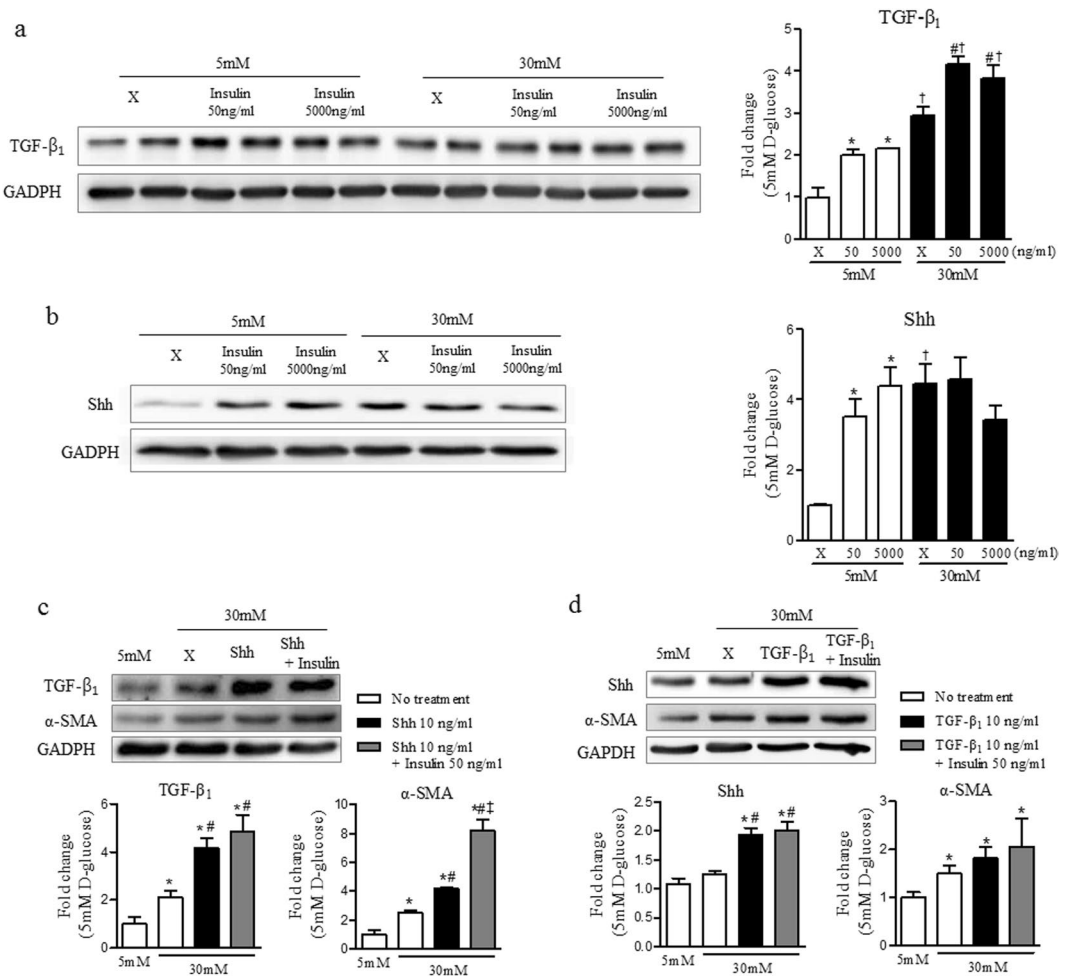 a
5mM
30mM
X
Insulin
50ng/ml
Insulin
5000ng/ml
X
Insulin
50ng/ml
Insulin
5000ng/ml
TGF-β₁
GADPH
TGF-β₁
Fold change
(5mM D-glucose)
5
4
3
2
1
0
*
*
†
#†
#†
X
50
5000
X
50
5000
(ng/ml)
5mM
30mM
b
5mM
30mM
X
Insulin
50ng/ml
Insulin
5000ng/ml
X
Insulin
50ng/ml
Insulin
5000ng/ml
Shh
GADPH
Shh
Fold change
(5mM D-glucose)
6
4
2
0
*
*
†
X
50
5000
X
50
5000
(ng/ml)
5mM
30mM
c
30mM
5mM
X
Shh
Shh
+ Insulin
TGF-β₁
α-SMA
GADPH
No treatment
Shh 10 ng/ml
Shh 10 ng/ml
+ Insulin 50 ng/ml
TGF-β₁
Fold change
(5mM D-glucose)
6
4
2
0
*
*#
*#
5mM
30mM
α-SMA
Fold change
(5mM D-glucose)
10
8
6
4
2
0
*
*#
*#‡
5mM
30mM
d
30mM
5mM
X
TGF-β₁
TGF-β₁
+ Insulin
Shh
α-SMA
GAPDH
No treatment
TGF-β₁ 10 ng/ml
TGF-β₁ 10 ng/ml
+ Insulin 50 ng/ml
Shh
Fold change
(5mM D-glucose)
2.5
2.0
1.5
1.0
0.5
0.0
*#
*#
5mM
30mM
α-SMA
Fold change
(5mM D-glucose)
3
2
1
0
*
*
*
5mM
30mM